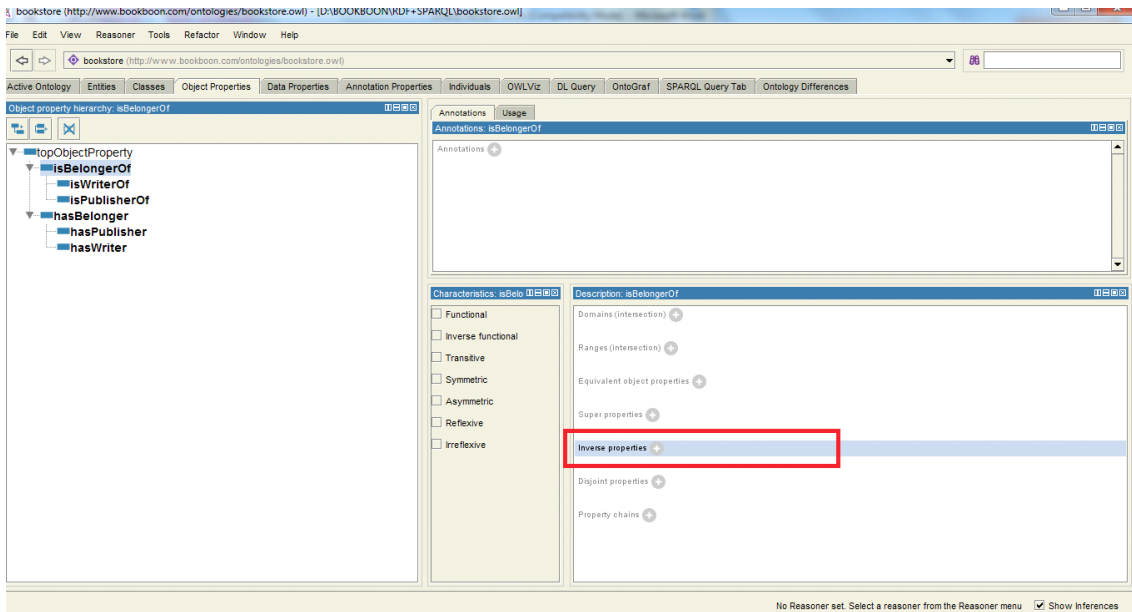 bookstore (http://www.bookboon.com/ontologies/bookstore.owl) - [D:\BOOKBOON\RDF+SPARQL\bookstore.owl]
File Edit View Reasoner Tools Refactor Window Help
bookstore (http://www.bookboon.com/ontologies/bookstore.owl)
Active Ontology Entities Classes Object Properties Data Properties Annotation Properties Individuals OWLViz DL Query OntoGraf SPARQL Query Tab Ontology Differences
Object property hierarchy: isBelongerOf
topObjectProperty
isBelongerOf
isWriterOf
isPublisherOf
hasBelonger
hasPublisher
hasWriter
Annotations Usage
Annotations: isBelongerOf
Annotations
Characteristics: isBelo
Functional
Inverse functional
Transitive
Symmetric
Asymmetric
Reflexive
Irreflexive
Description: isBelongerOf
Domains (intersection)
Ranges (intersection)
Equivalent object properties
Super properties
Inverse properties
Disjoint properties
Property chains
No Reasoner set. Select a reasoner from the Reasoner menu Show Inferences